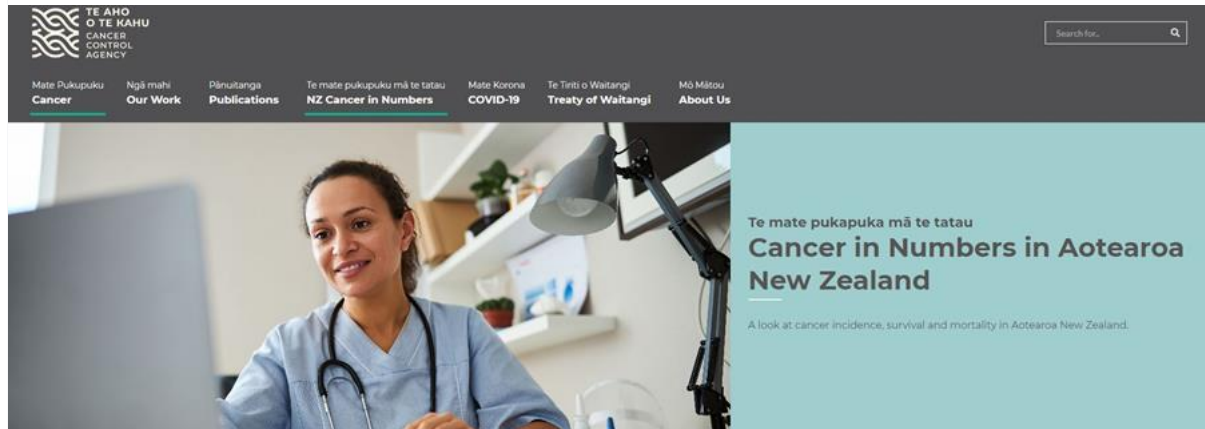 TE AHO
O TE KAHU
CANCER
CONTROL
AGENCY
Search for..
Mate Pukupuku
Cancer
Ngā mahi
Our Work
Pānuitanga
Publications
Te mate pukupuku mā te tatau
NZ Cancer in Numbers
Mate Korona
COVID-19
Te Tiriti o Waitangi
Treaty of Waitangi
Mō Mātou
About Us
Te mate pukapuka mā te tatau
Cancer in Numbers in Aotearoa
New Zealand
A look at cancer incidence, survival and mortality in Aotearoa New Zealand.